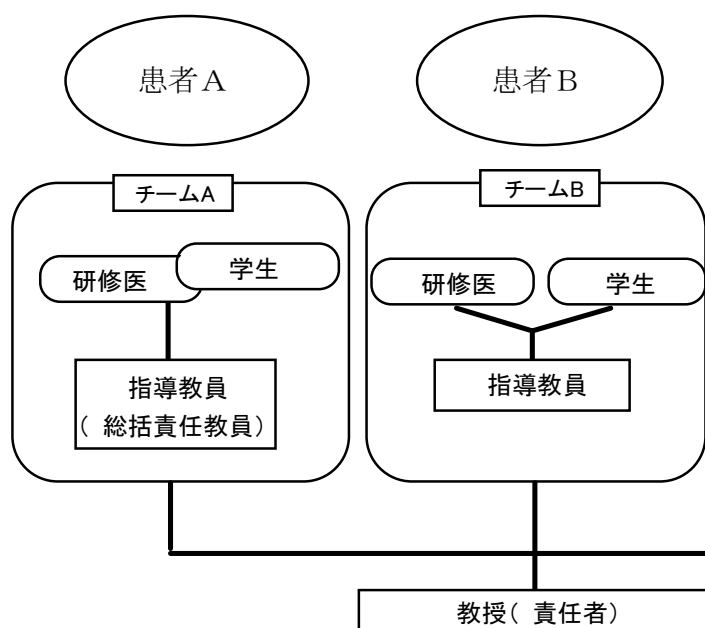 患者A
患者B
チームA
チームB
研修医
学生
研修医
学生
指導教員
( 総括責任教員)
指導教員
教授( 責任者)